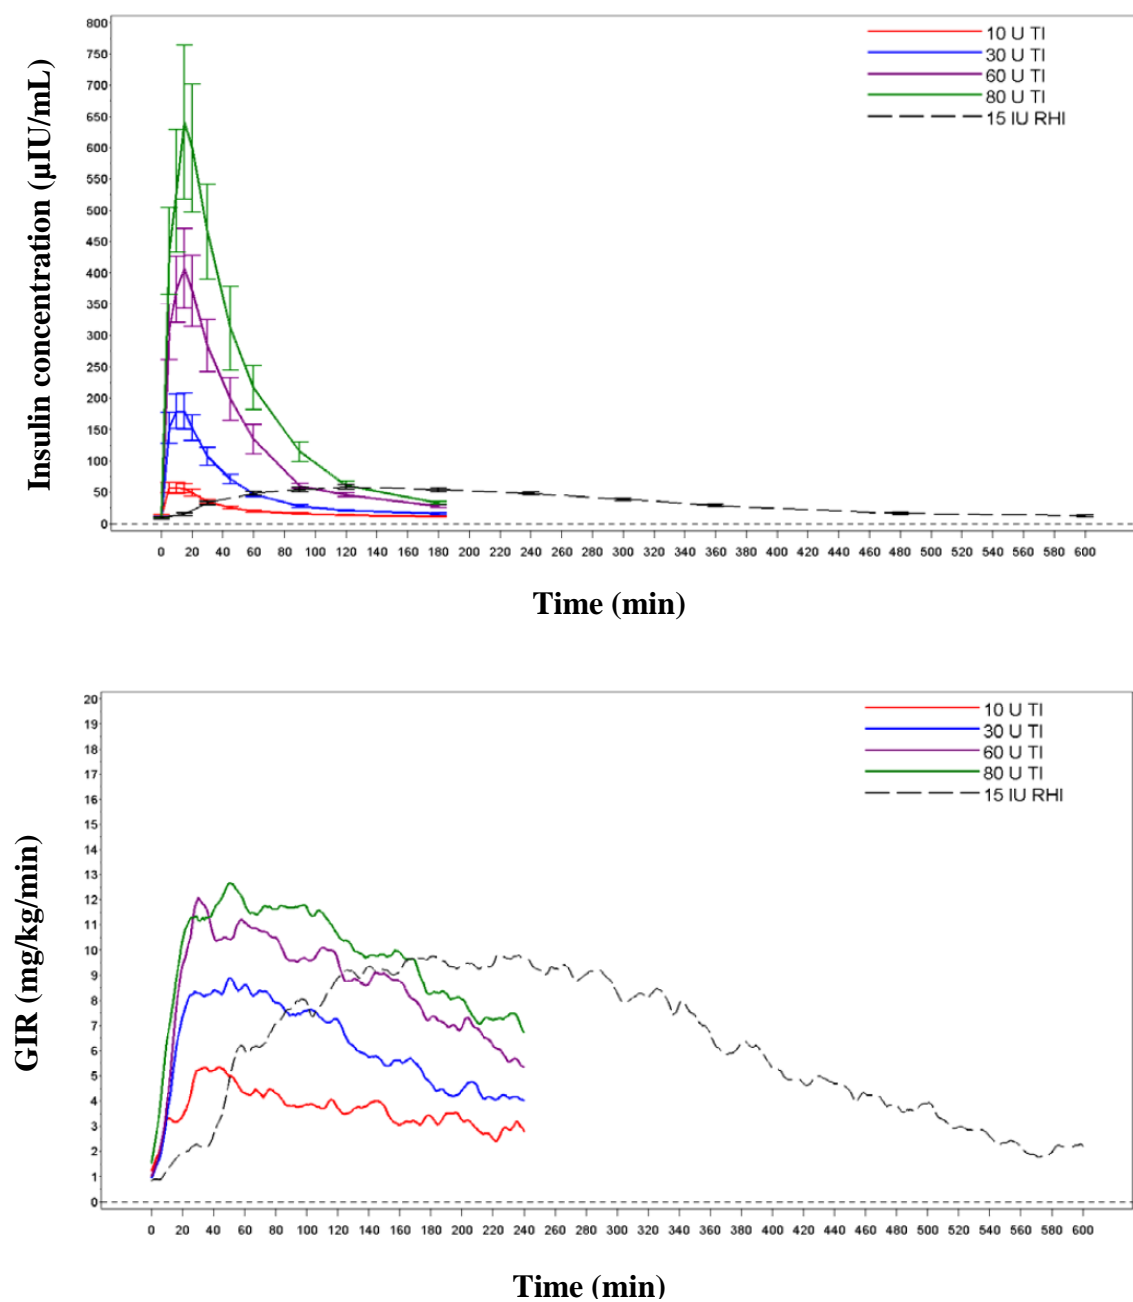 800
750
700
650
600
550
500
450
400
350
300
250
200
150
100
50
0
Insulin concentration (µIU/mL)
10 U TI
30 U TI
60 U TI
80 U TI
15 IU RHI
0 20 40 60 80 100 120 140 160 180 200 220 240 260 280 300 320 340 360 380 400 420 440 460 480 500 520 540 560 580 600
Time (min)
20
19
18
17
16
15
14
13
12
11
10
9
8
7
6
5
4
3
2
1
0
GIR (mg/kg/min)
10 U TI
30 U TI
60 U TI
80 U TI
15 IU RHI
0 20 40 60 80 100 120 140 160 180 200 220 240 260 280 300 320 340 360 380 400 420 440 460 480 500 520 540 560 580 600
Time (min)